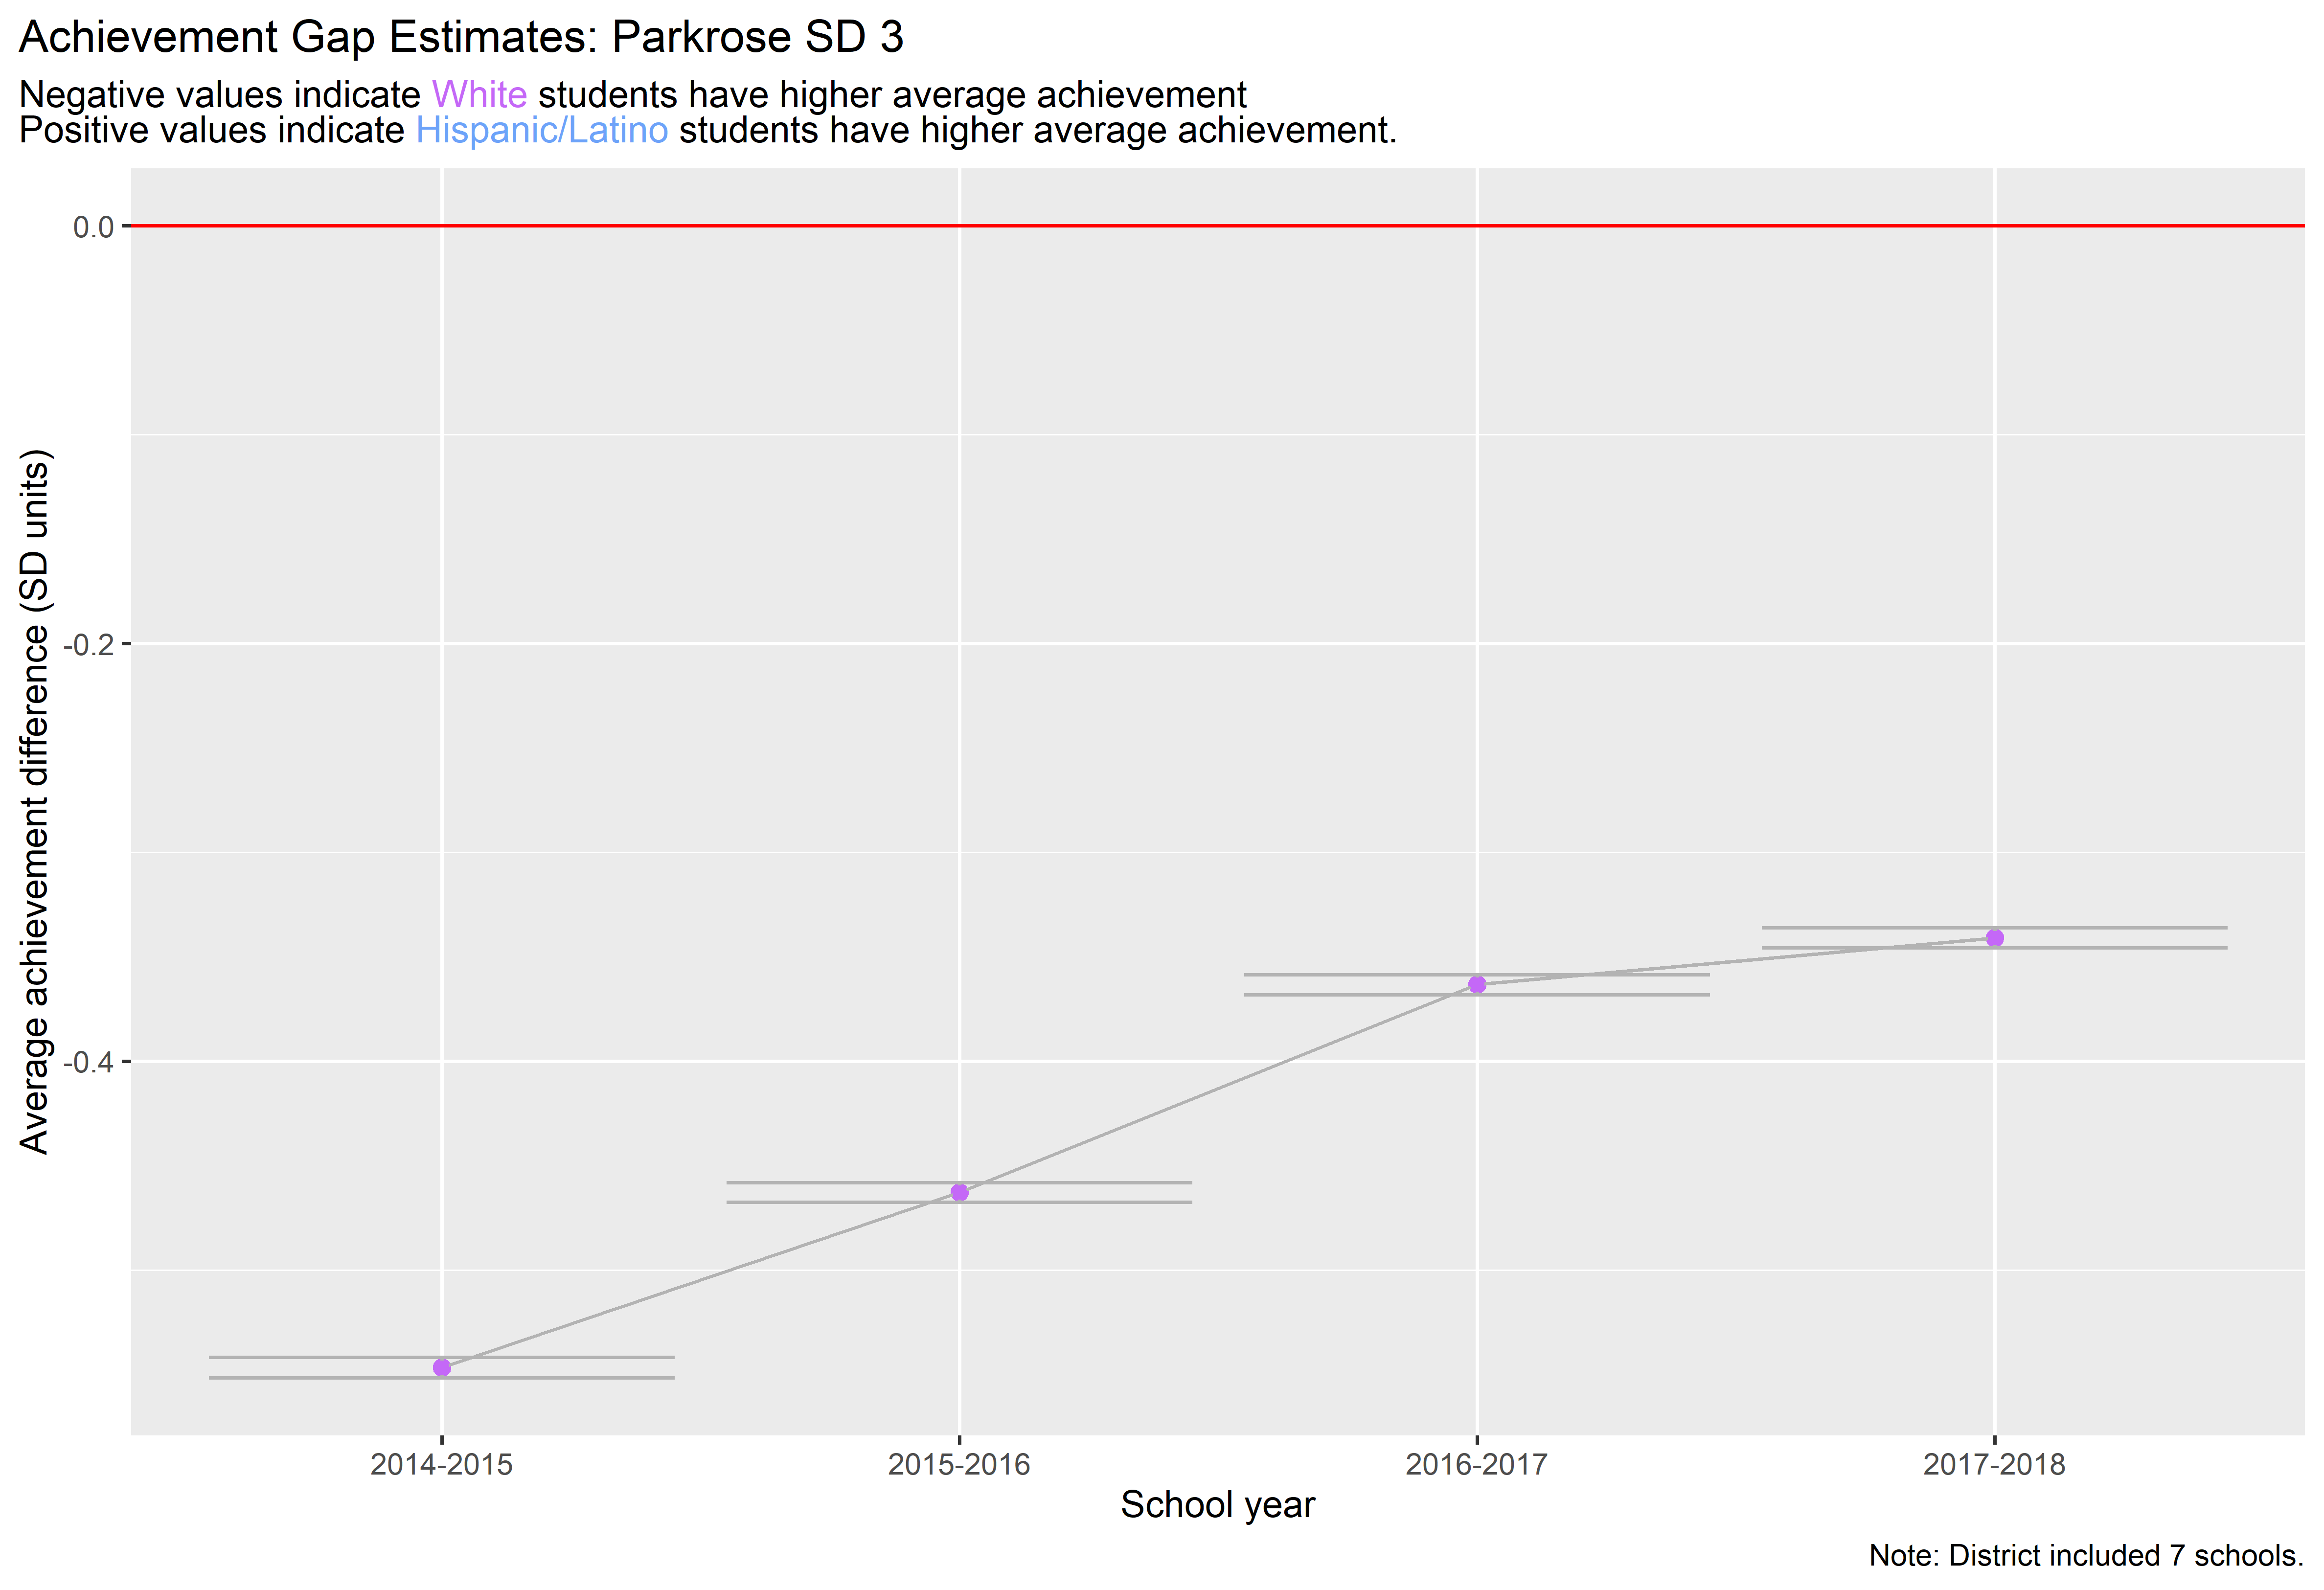 Achievement Gap Estimates: Parkrose SD 3
Negative values indicate White students have higher average achievement
Positive values indicate Hispanic/Latino students have higher average achievement.
Average achievement difference (SD units)
0.0
-0.2
-0.4
2014-2015
2015-2016
2016-2017
2017-2018
School year
Note: District included 7 schools.